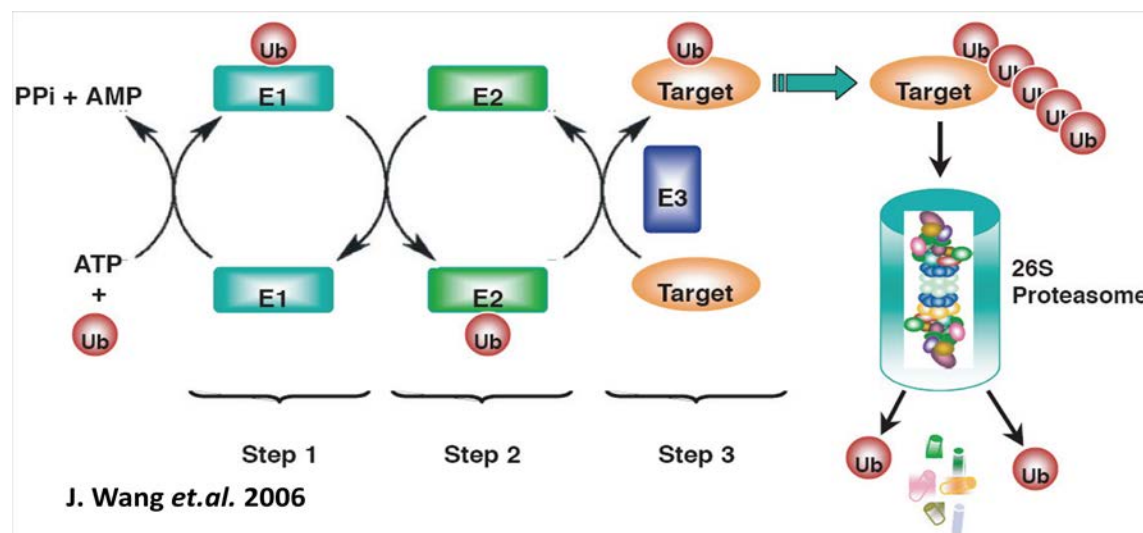 Ub
E1
PPi + AMP
E2
Ub
Target
Target
Ub
Ub
Ub
Ub
Ub
E3
ATP
+
Ub
E1
E2
Ub
Target
26S
Proteasome
Step 1
Step 2
Step 3
Ub
Ub
J. Wang et.al. 2006